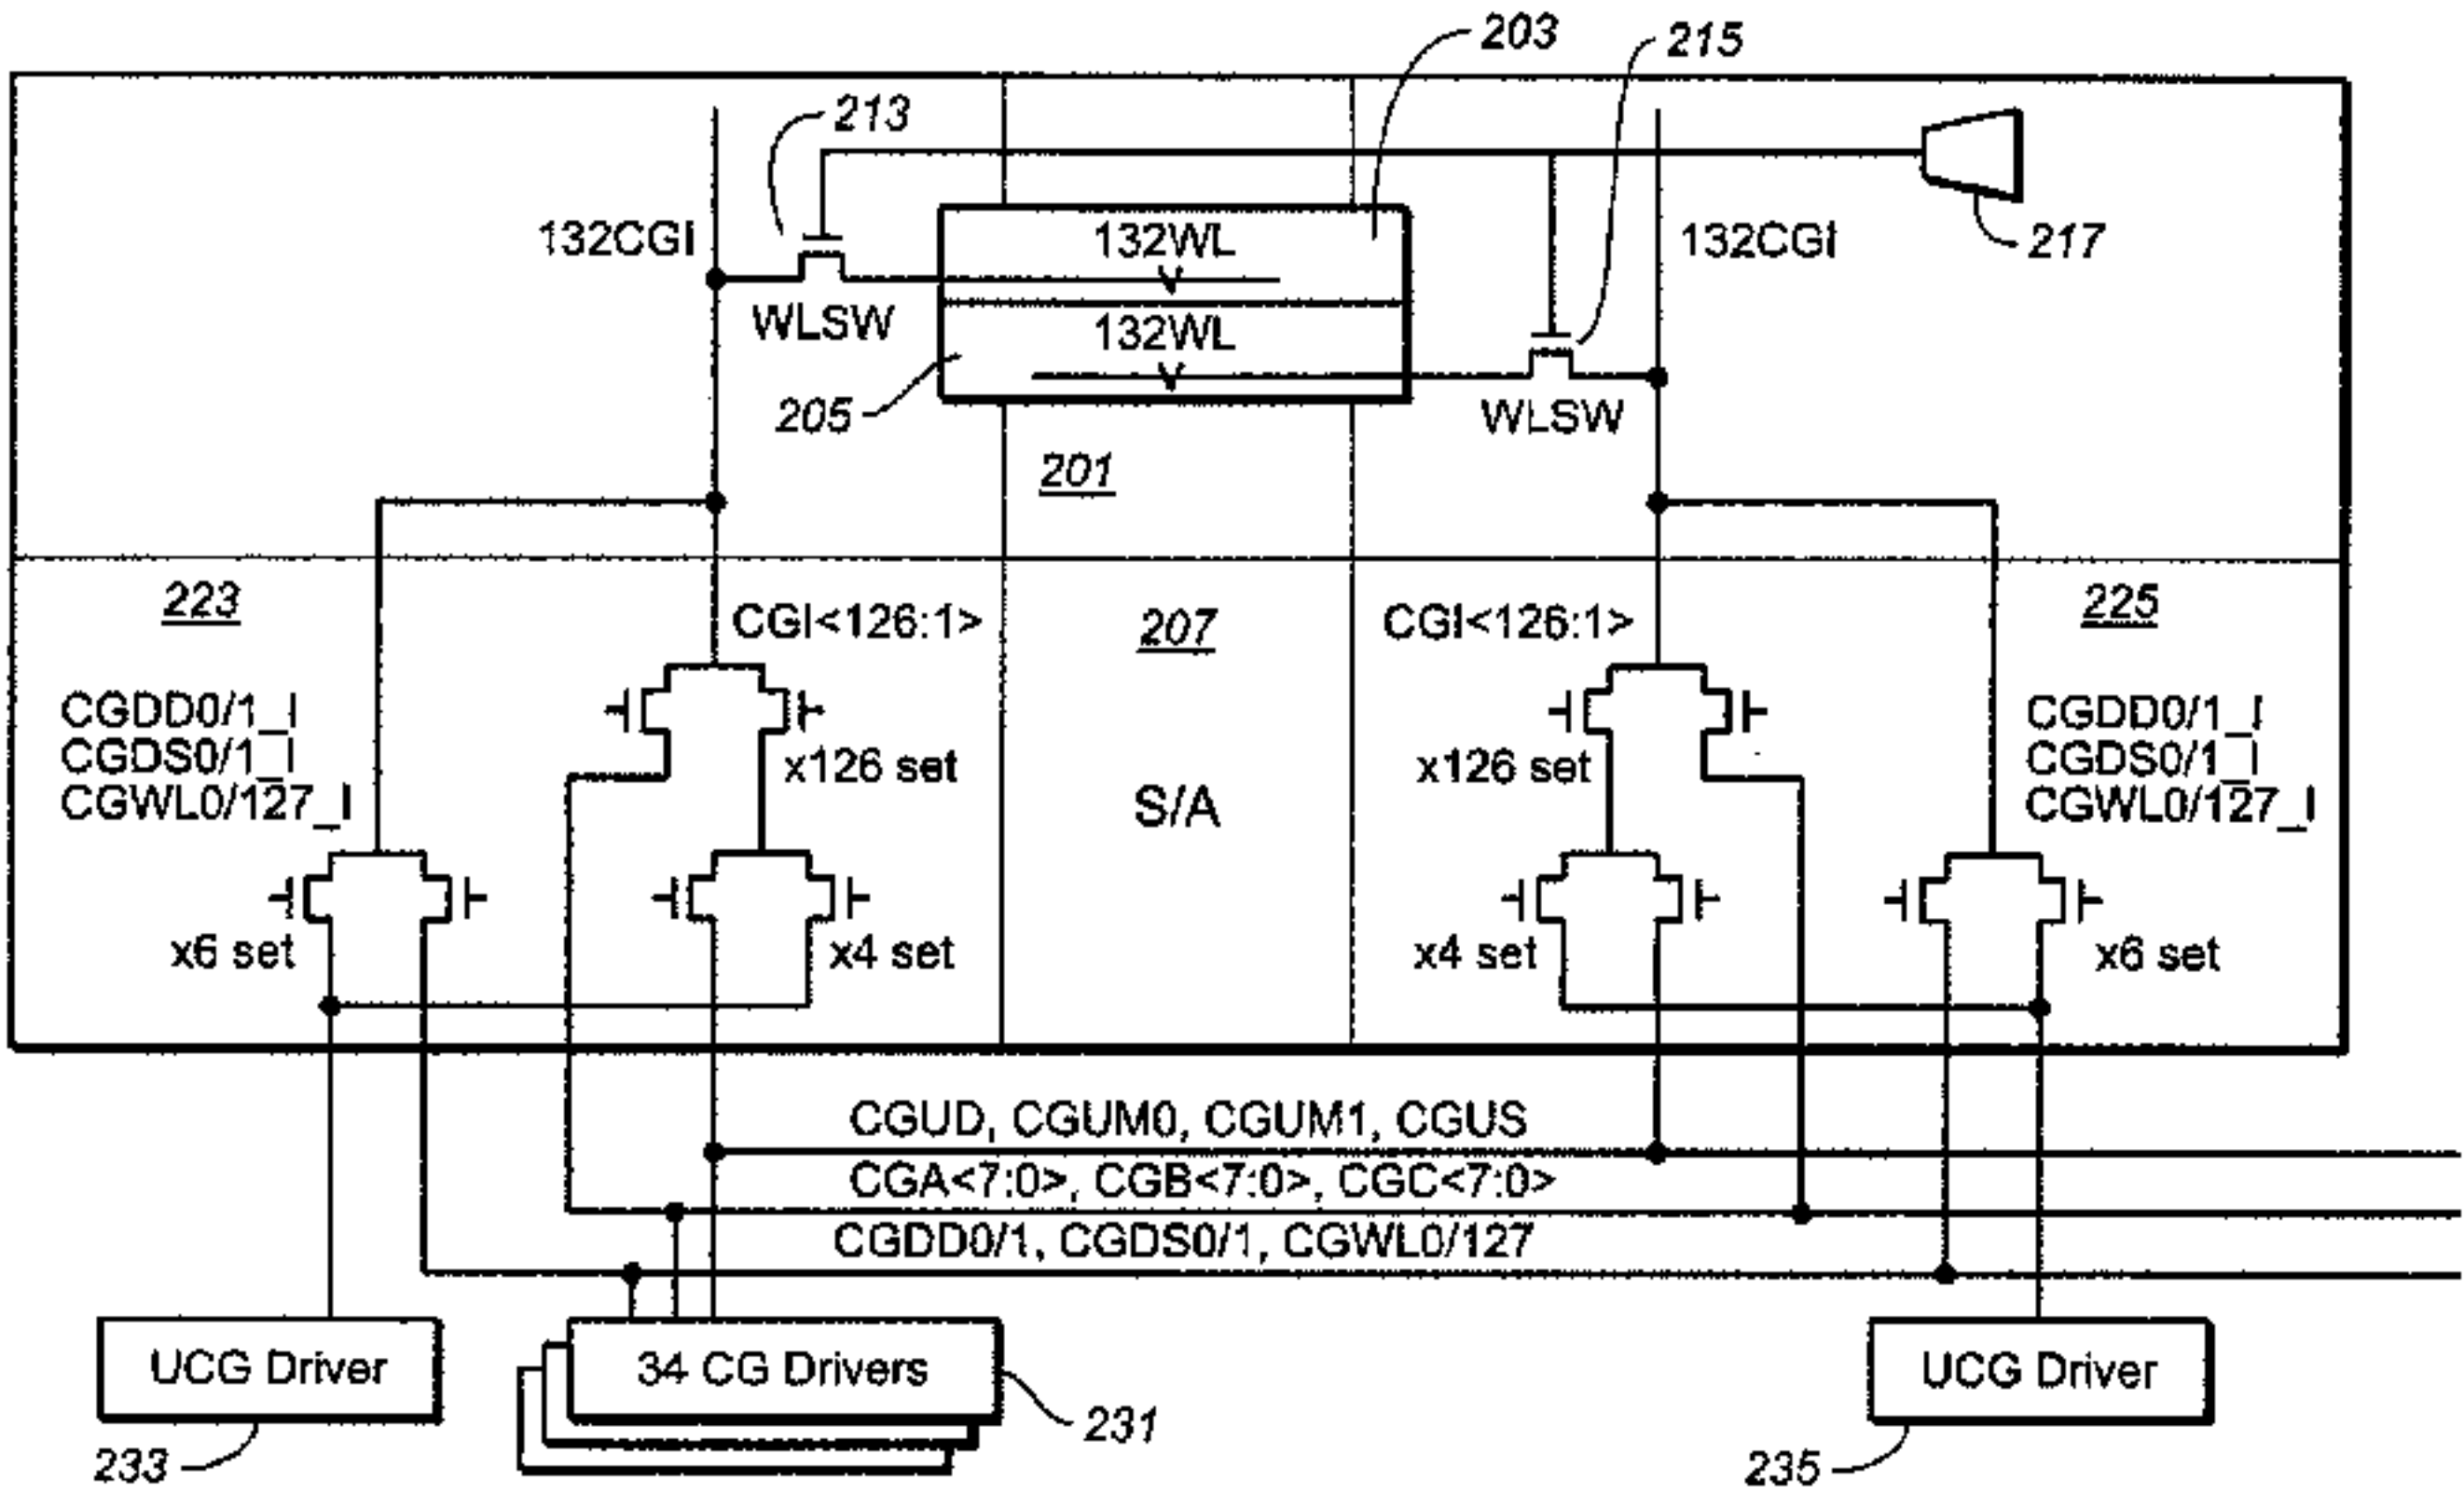 203
215
213
132CGI
132WL
132CGI
217
WLSW
132WL
205
WLSW
201
223
CGI<126:1>
207
CGI<126:1>
225
CGDD0/1_I
CGDS0/1_I
CGWL0/127_I
x126 set
S/A
x126 set
CGDD0/1_I
CGDS0/1_I
CGWL0/127_I
x6 set
x4 set
x4 set
x6 set
CGUD, CGUM0, CGUM1, CGUS
CGA<7:0>, CGB<7:0>, CGC<7:0>
CGDD0/1, CGDS0/1, CGWL0/127
UCG Driver
34 CG Drivers
UCG Driver
233
231
235